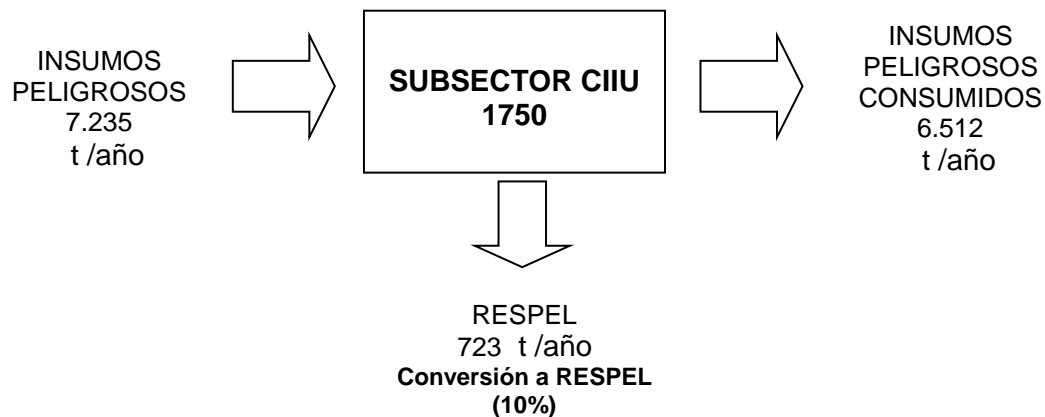 INSUMOS
PELIGROSOS
7.235
t /año
SUBSECTOR CIIU
1750
INSUMOS
PELIGROSOS
CONSUMIDOS
6.512
t /año
RESPEL
723 t /año
Conversión a RESPEL
(10%)